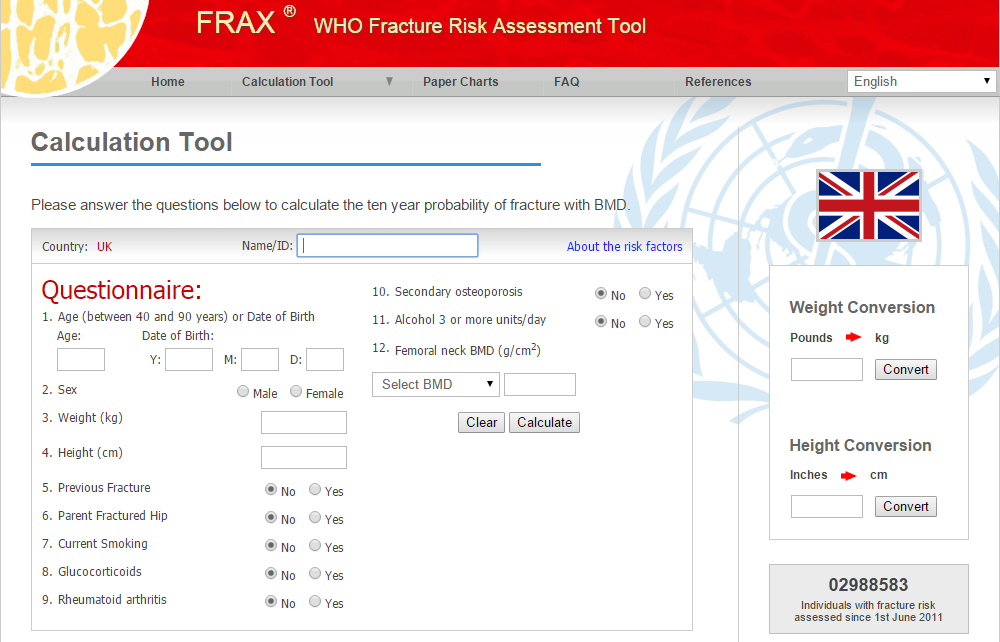 FRAX ® WHO Fracture Risk Assessment Tool
Home Calculation Tool ▼ Paper Charts FAQ References English ▼
Calculation Tool
Please answer the questions below to calculate the ten year probability of fracture with BMD.
Country: UK Name/ID: About the risk factors
Questionnaire:
1. Age (between 40 and 90 years) or Date of Birth
Age: Date of Birth:
Y: M: D:
2. Sex Male Female
3. Weight (kg)
4. Height (cm)
5. Previous Fracture No Yes
6. Parent Fractured Hip No Yes
7. Current Smoking No Yes
8. Glucocorticoids No Yes
9. Rheumatoid arthritis No Yes
10. Secondary osteoporosis No Yes
11. Alcohol 3 or more units/day No Yes
12. Femoral neck BMD (g/cm²)
Select BMD ▼
Clear Calculate
Weight Conversion
Pounds kg
Convert
Height Conversion
Inches cm
Convert
02988583
Individuals with fracture risk
assessed since 1st June 2011